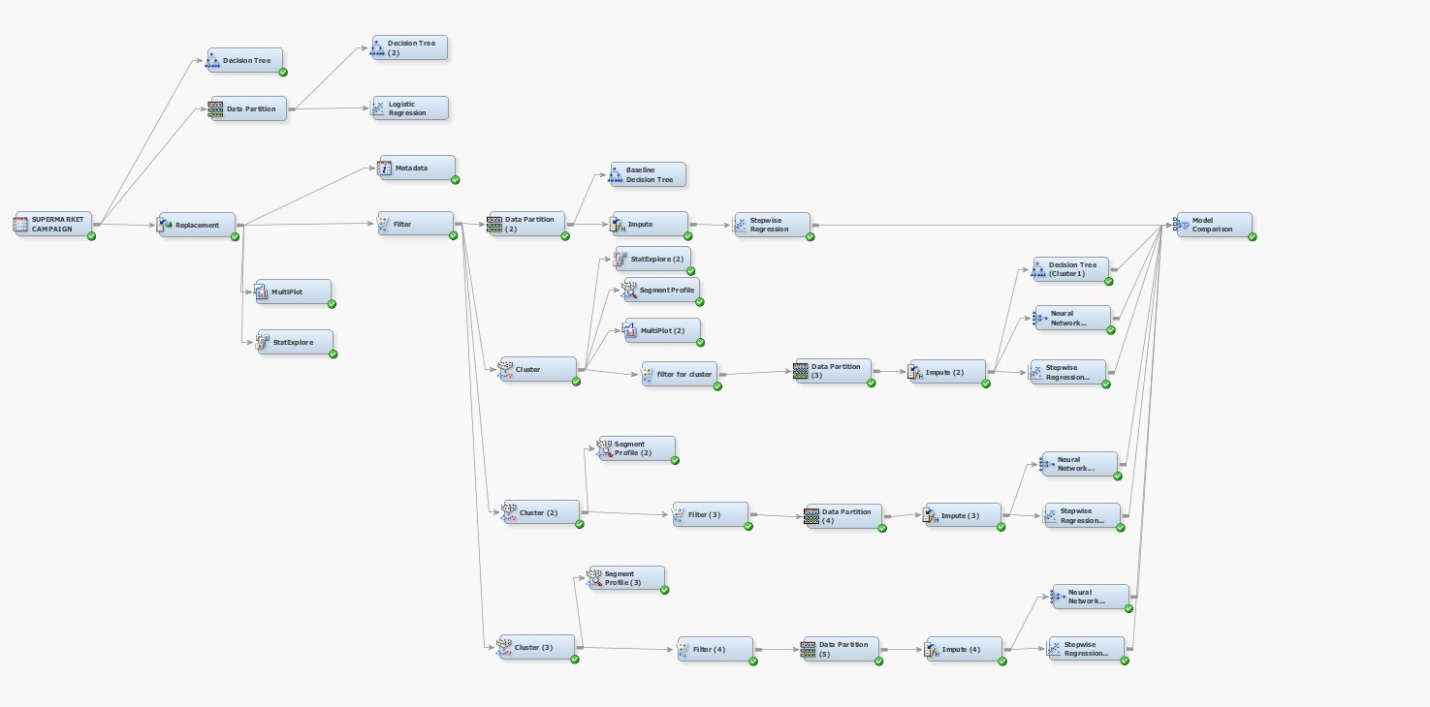 Decision Tree
(2)
Decision Tree
Data Partition
Logistic
Regression
Metadata
Baseline
Decision Tree
SUPERMARKET
CAMPAIGN
Replacement
Filter
Data Partition
(2)
Impute
Stepwise
Regression
Model
Comparison
StatExplore (2)
Decision Tree
(Cluster1)
MultiPlot
Segment Profile
Neural
Network...
StatExplore
MultiPlot (2)
Cluster
filter for cluster
Data Partition
(3)
Impute (2)
Stepwise
Regression...
Segment
Profile (2)
Neural
Network...
Cluster (2)
Filter (3)
Data Partition
(4)
Impute (3)
Stepwise
Regression...
Segment
Profile (3)
Neural
Network...
Cluster (3)
Filter (4)
Data Partition
(5)
Impute (4)
Stepwise
Regression...